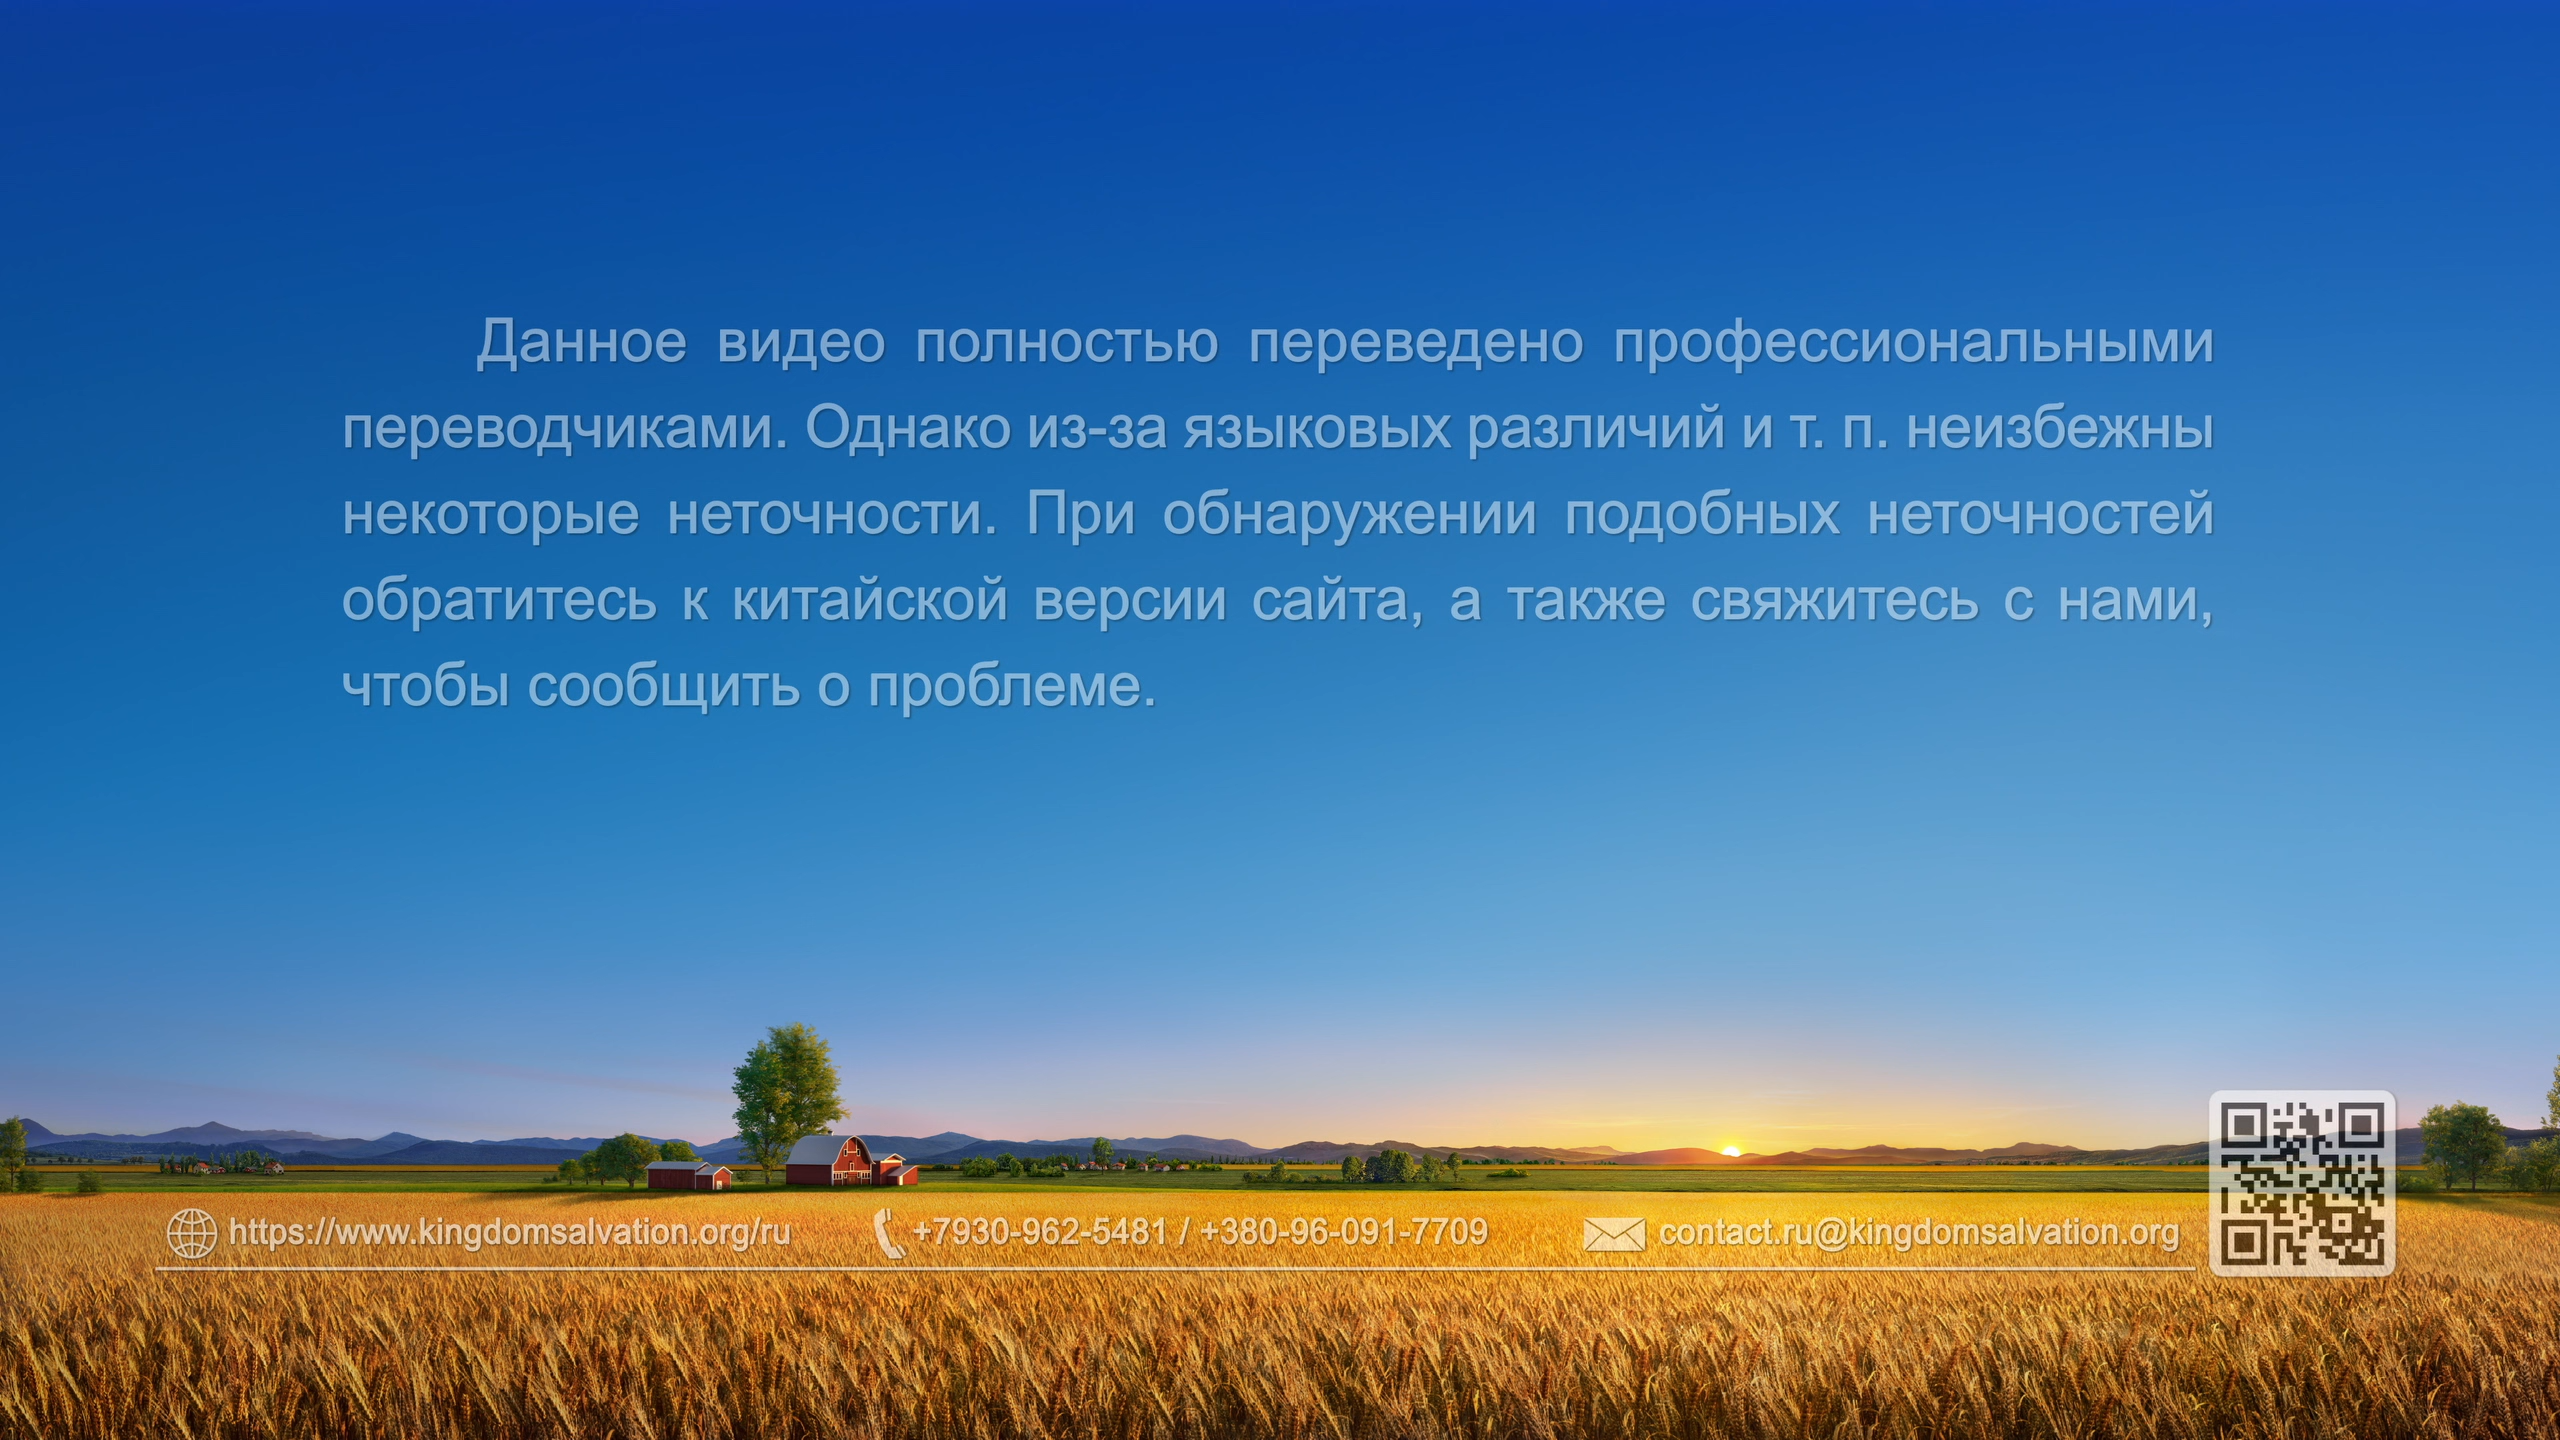 Данное видео полностью переведено профессиональными
переводчиками. Однако из-за языковых различий и т. п. неизбежны
некоторые неточности. При обнаружении подобных неточностей
обратитесь к китайской версии сайта, а также свяжитесь с нами,
чтобы сообщить о проблеме.
https://www.kingdomsalvation.org/ru
+7930-962-5481 / +380-96-091-7709
contact.ru@kingdomsalvation.org